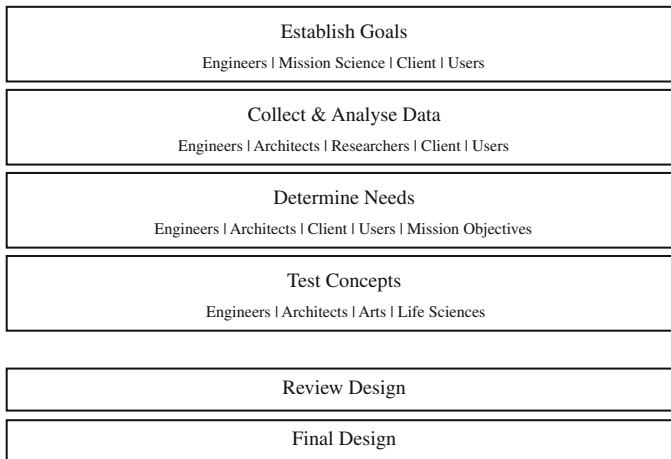 Establish Goals
Engineers | Mission Science | Client | Users
Collect & Analyse Data
Engineers | Architects | Researchers | Client | Users
Determine Needs
Engineers | Architects | Client | Users | Mission Objectives
Test Concepts
Engineers | Architects | Arts | Life Sciences
Review Design
Final Design